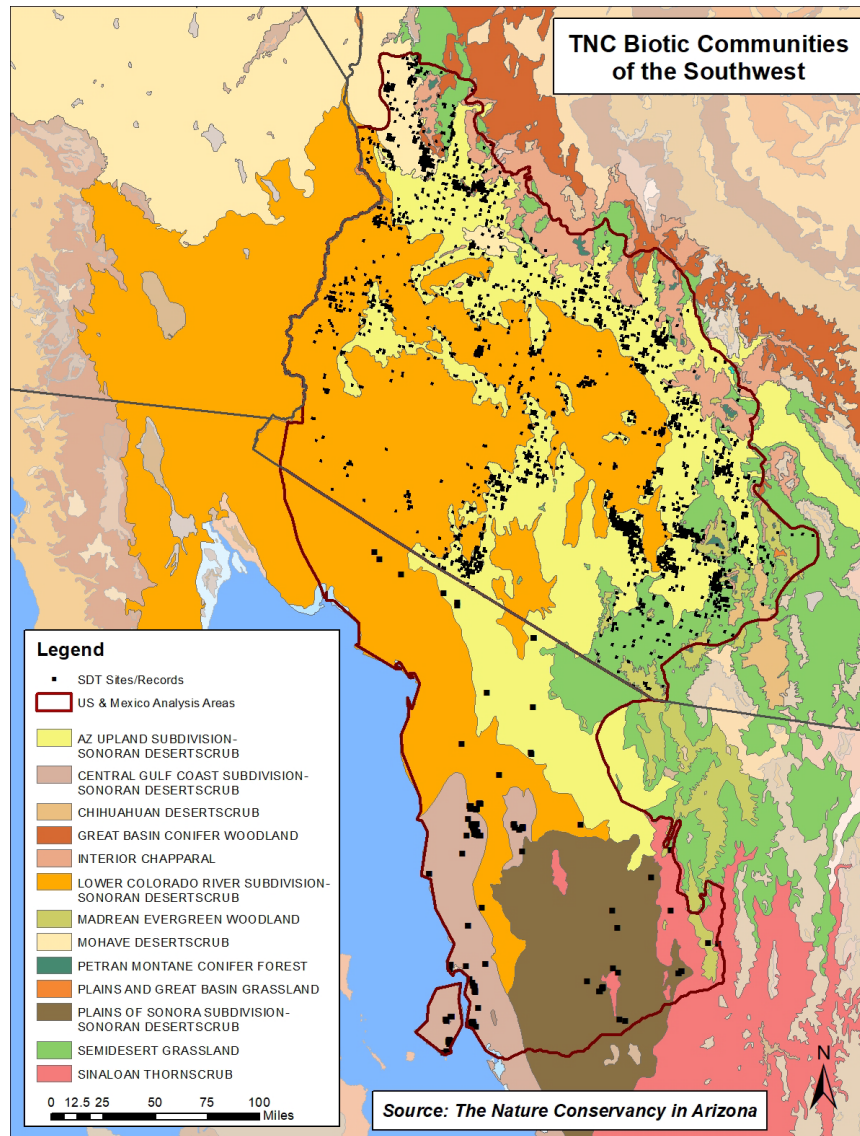 TNC Biotic Communities
of the Southwest
Legend
SDT Sites/Records
US & Mexico Analysis Areas
AZ UPLAND SUBDIVISION-
SONORAN DESERTSCRUB
CENTRAL GULF COAST SUBDIVISION-
SONORAN DESERTSCRUB
CHIHUAHUAN DESERTSCRUB
GREAT BASIN CONIFER WOODLAND
INTERIOR CHAPPARAL
LOWER COLORADO RIVER SUBDIVISION-
SONORAN DESERTSCRUB
MADREAN EVERGREEN WOODLAND
MOHAVE DESERTSCRUB
PETRAN MONTANE CONIFER FOREST
PLAINS AND GREAT BASIN GRASSLAND
PLAINS OF SONORA SUBDIVISION-
SONORAN DESERTSCRUB
SEMIDESERT GRASSLAND
SINALOAN THORNSCRUB
0 12.5 25 50 75 100
Miles
Source: The Nature Conservancy in Arizona
N